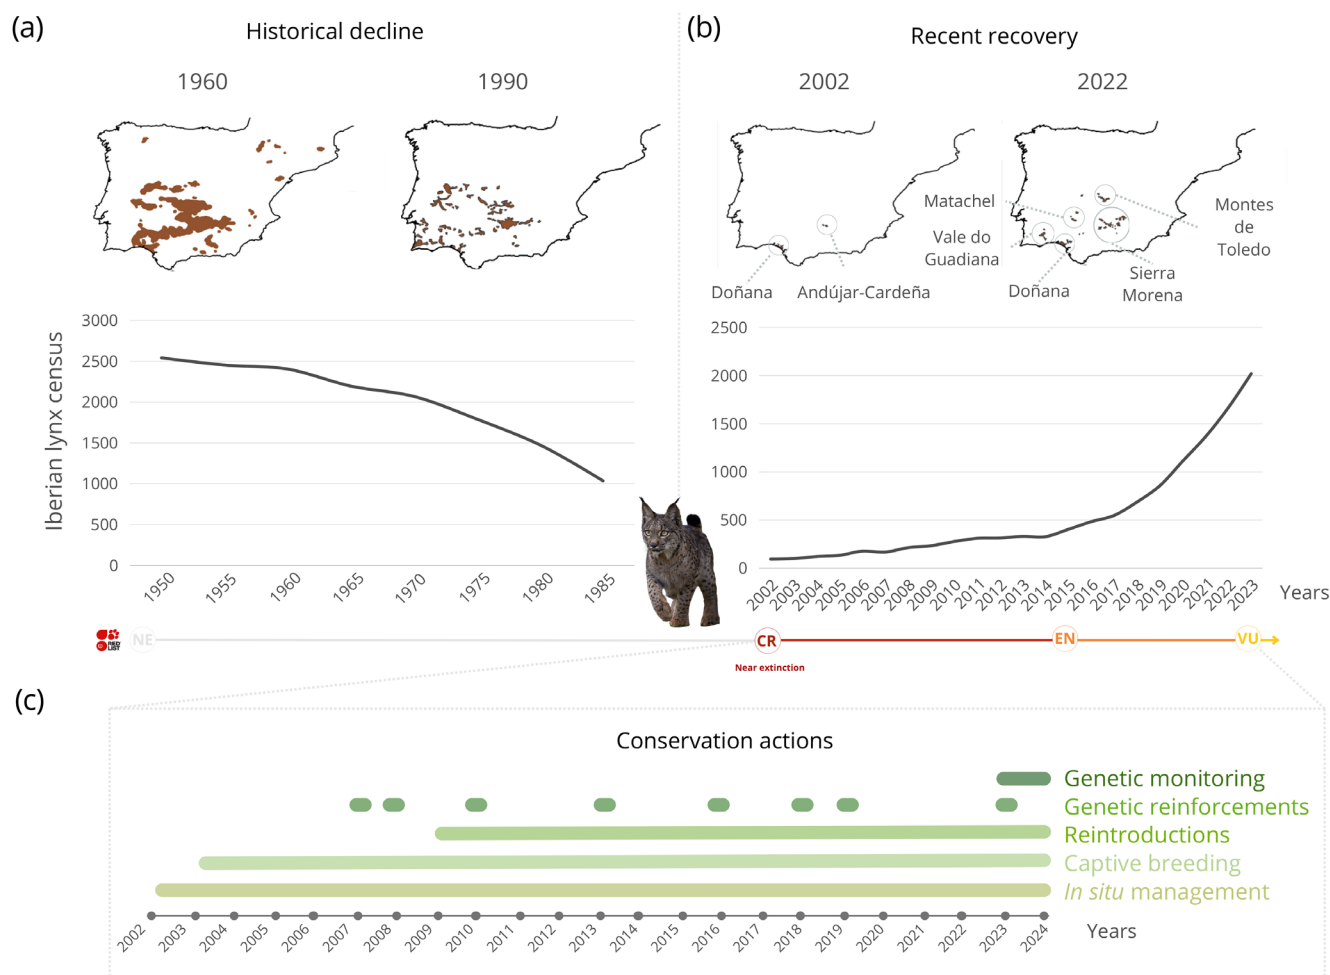 (a)
Historical decline
1960
1990
(b)
Recent recovery
2002
2022
Doñana
Andújar-Cardeña
Matachel
Vale do
Guadiana
Doñana
Sierra
Morena
Montes
de
Toledo
Iberian lynx census
3000
2500
2000
1500
1000
500
0
1950
1955
1960
1965
1970
1975
1980
1985
2500
2000
1500
1000
500
0
2002
2003
2004
2005
2006
2007
2008
2009
2010
2011
2012
2013
2014
2015
2016
2017
2018
2019
2020
2021
2022
2023
Years
RED
LIST
NE
CR
EN
VU
Near extinction
(c)
Conservation actions
Genetic monitoring
Genetic reinforcements
Reintroductions
Captive breeding
In situ management
2002
2003
2004
2005
2006
2007
2008
2009
2010
2011
2012
2013
2014
2015
2016
2017
2018
2019
2020
2021
2022
2023
2024
Years